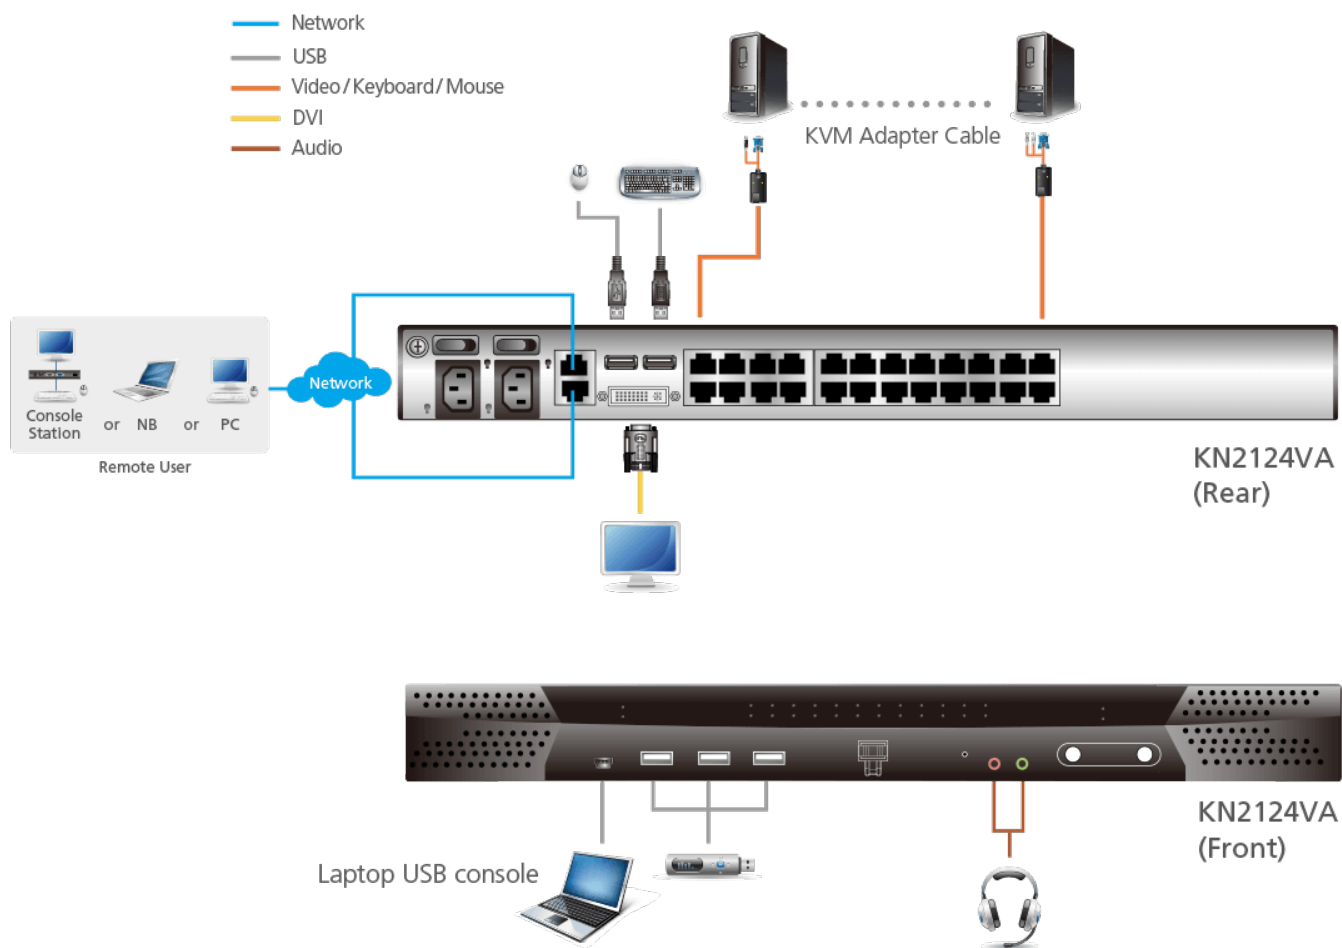 Network
USB
Video/Keyboard/Mouse
DVI
Audio
KVM Adapter Cable
Network
Console
Station
or
NB
or
PC
Remote User
KN2124VA
(Rear)
KN2124VA
(Front)
Laptop USB console